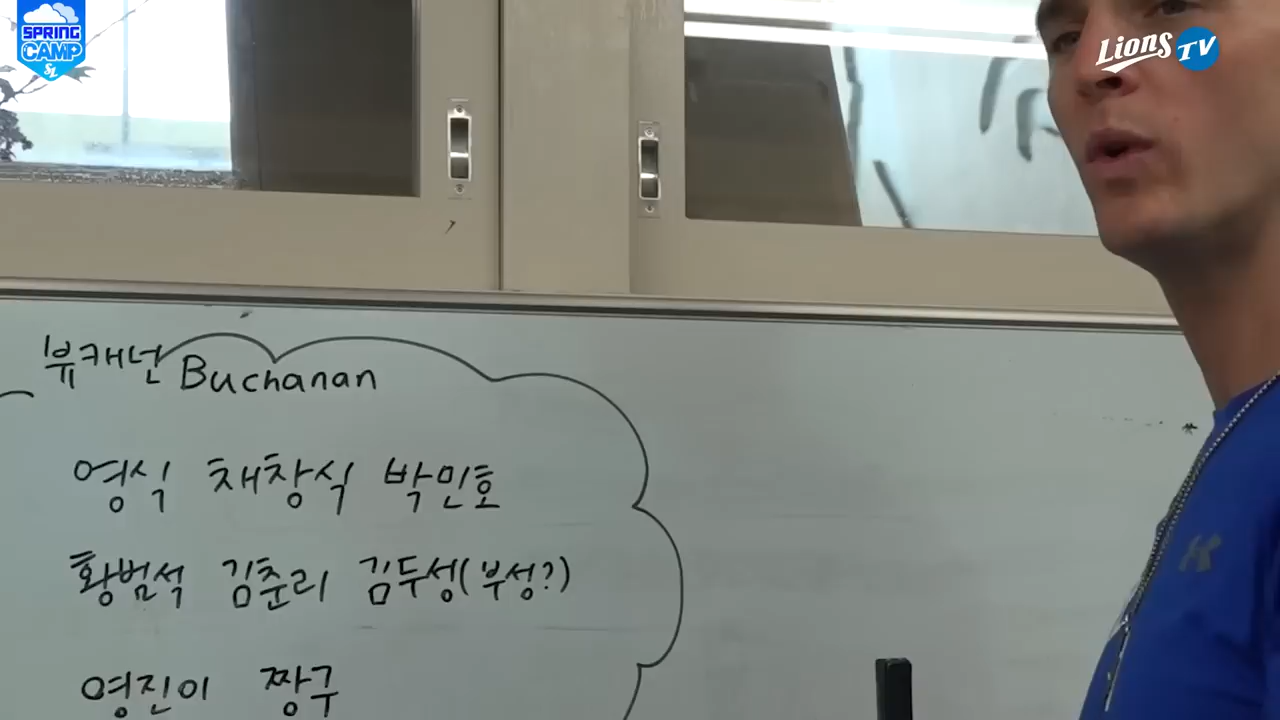 SPRING
CAMP
SL
Lions TV
뷰캐넌 Buchanan
영식 채창식 박민호
황범석 김춘리 김두성(부성?)
영진이 짱구